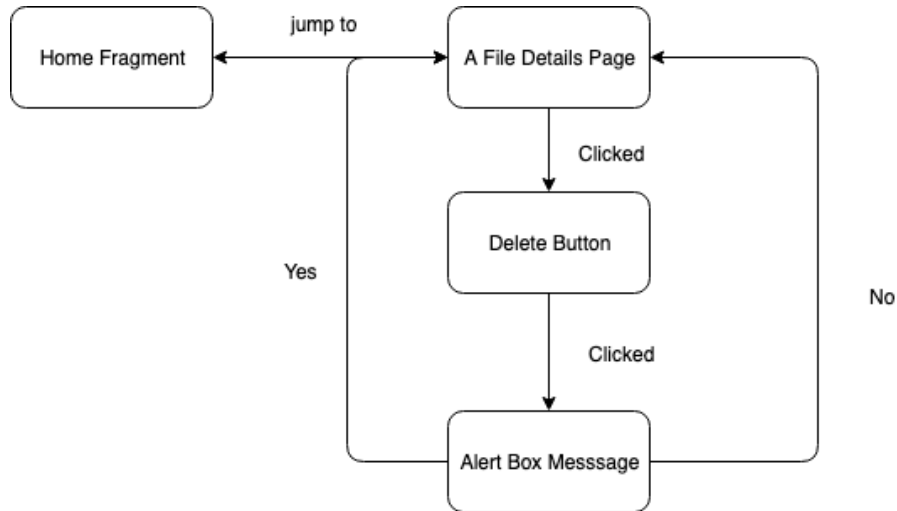 jump to
Home Fragment
A File Details Page
Clicked
Delete Button
Yes
No
Clicked
Alert Box Messsage